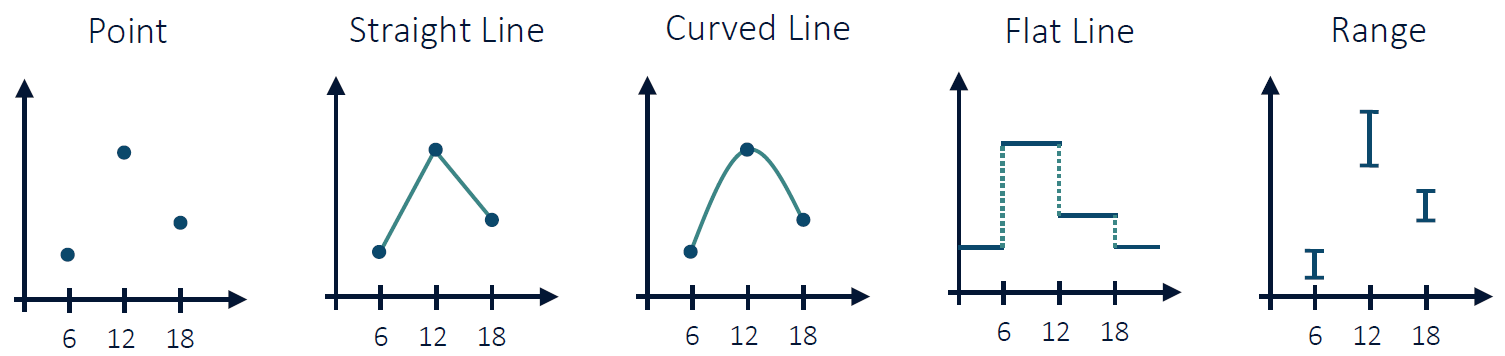 Point
Straight Line
Curved Line
Flat Line
Range
6 12 18
6 12 18
6 12 18
6 12 18
6 12 18